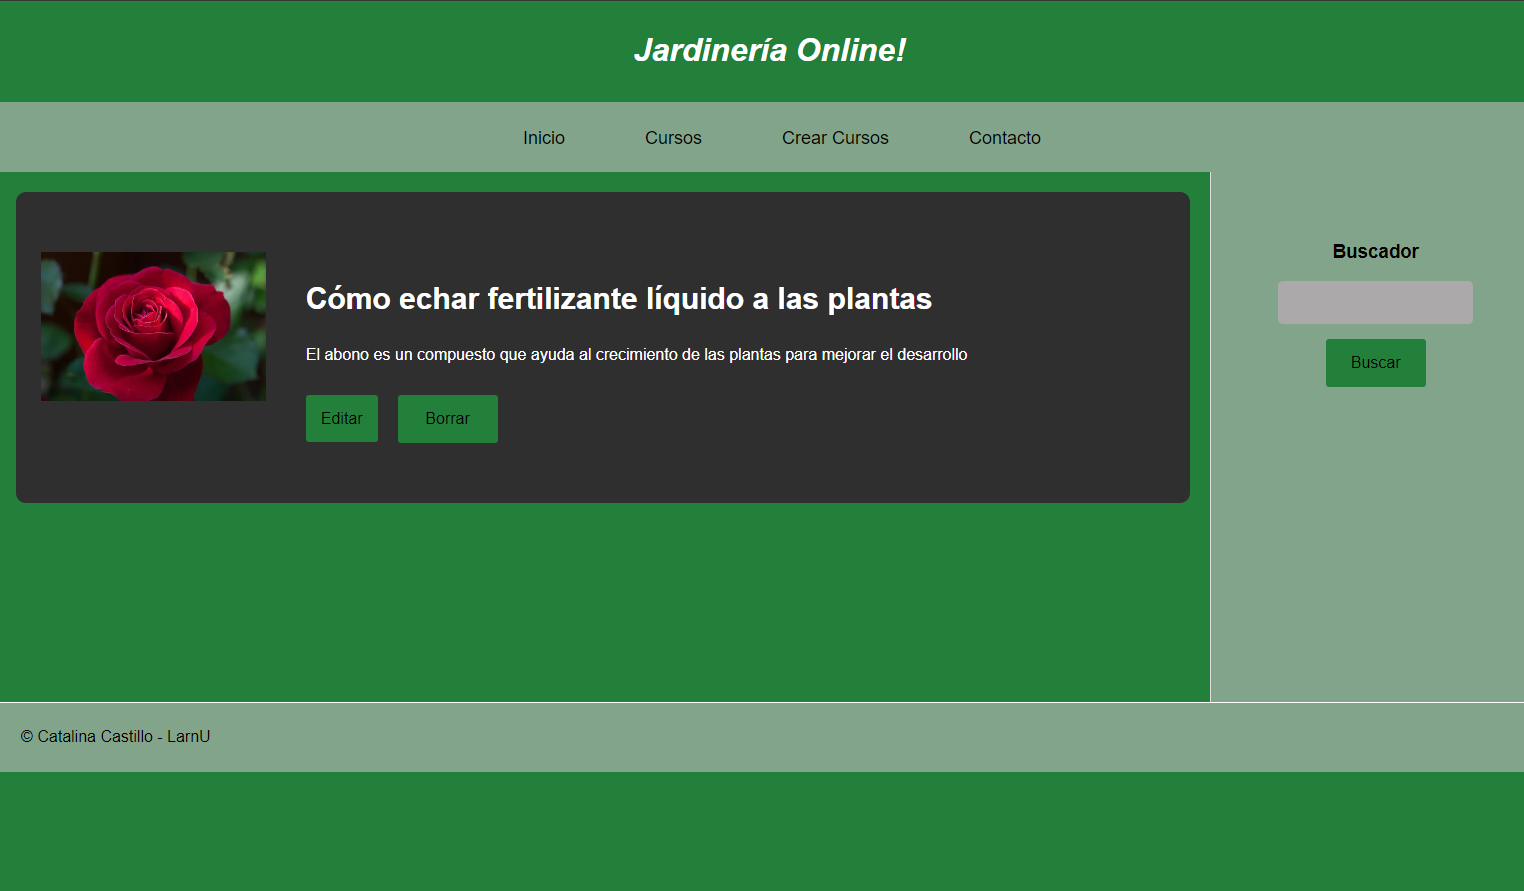 Jardinería Online!
Inicio Cursos Crear Cursos Contacto
Cómo echar fertilizante líquido a las plantas
El abono es un compuesto que ayuda al crecimiento de las plantas para mejorar el desarrollo
Editar Borrar
Buscador
Buscar
© Catalina Castillo - LarnU